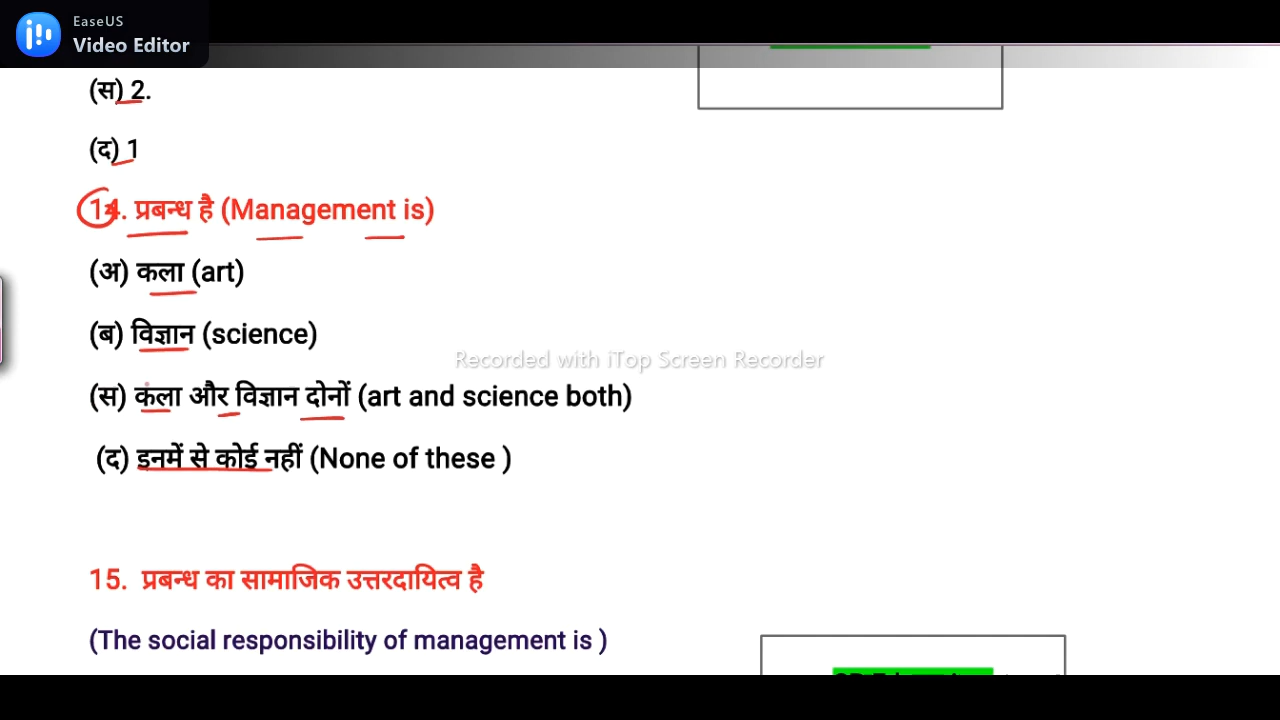 EaseUS
Video Editor
(स) 2.
(द) 1
14. प्रबन्ध है (Management is)
(अ) कला (art)
(ब) विज्ञान (science)
Recorded with iTop Screen Recorder
(स) कला और विज्ञान दोनों (art and science both)
(द) इनमें से कोई नहीं (None of these )
15. प्रबन्ध का सामाजिक उत्तरदायित्व है
(The social responsibility of management is )